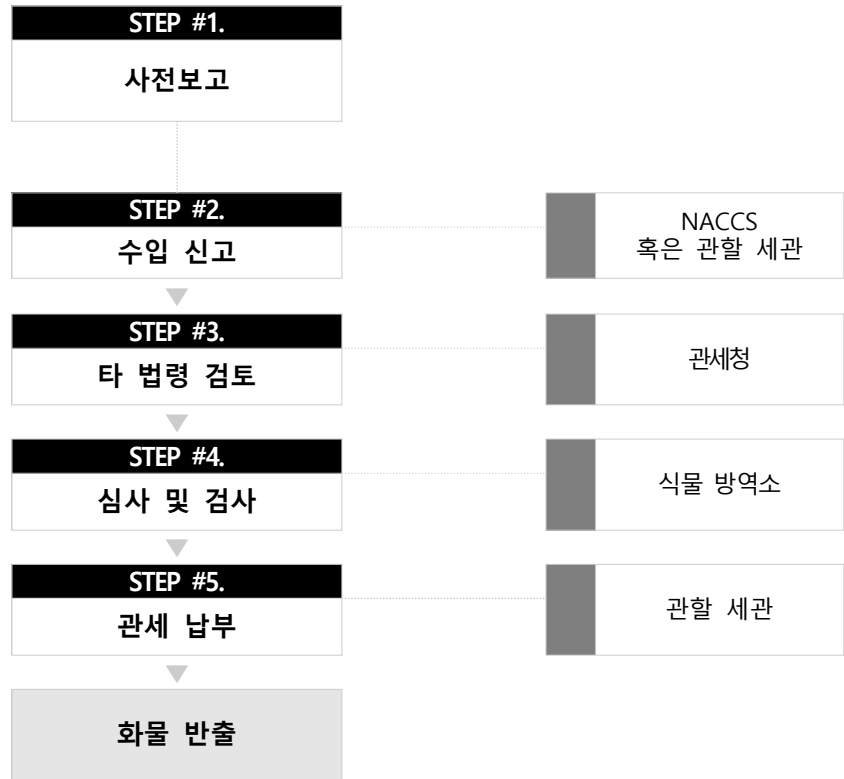 STEP #1.
사전보고
STEP #2.
수입 신고
NACCS
혹은 관할 세관
STEP #3.
타 법령 검토
관세청
STEP #4.
심사 및 검사
식물 방역소
STEP #5.
관세 납부
관할 세관
화물 반출